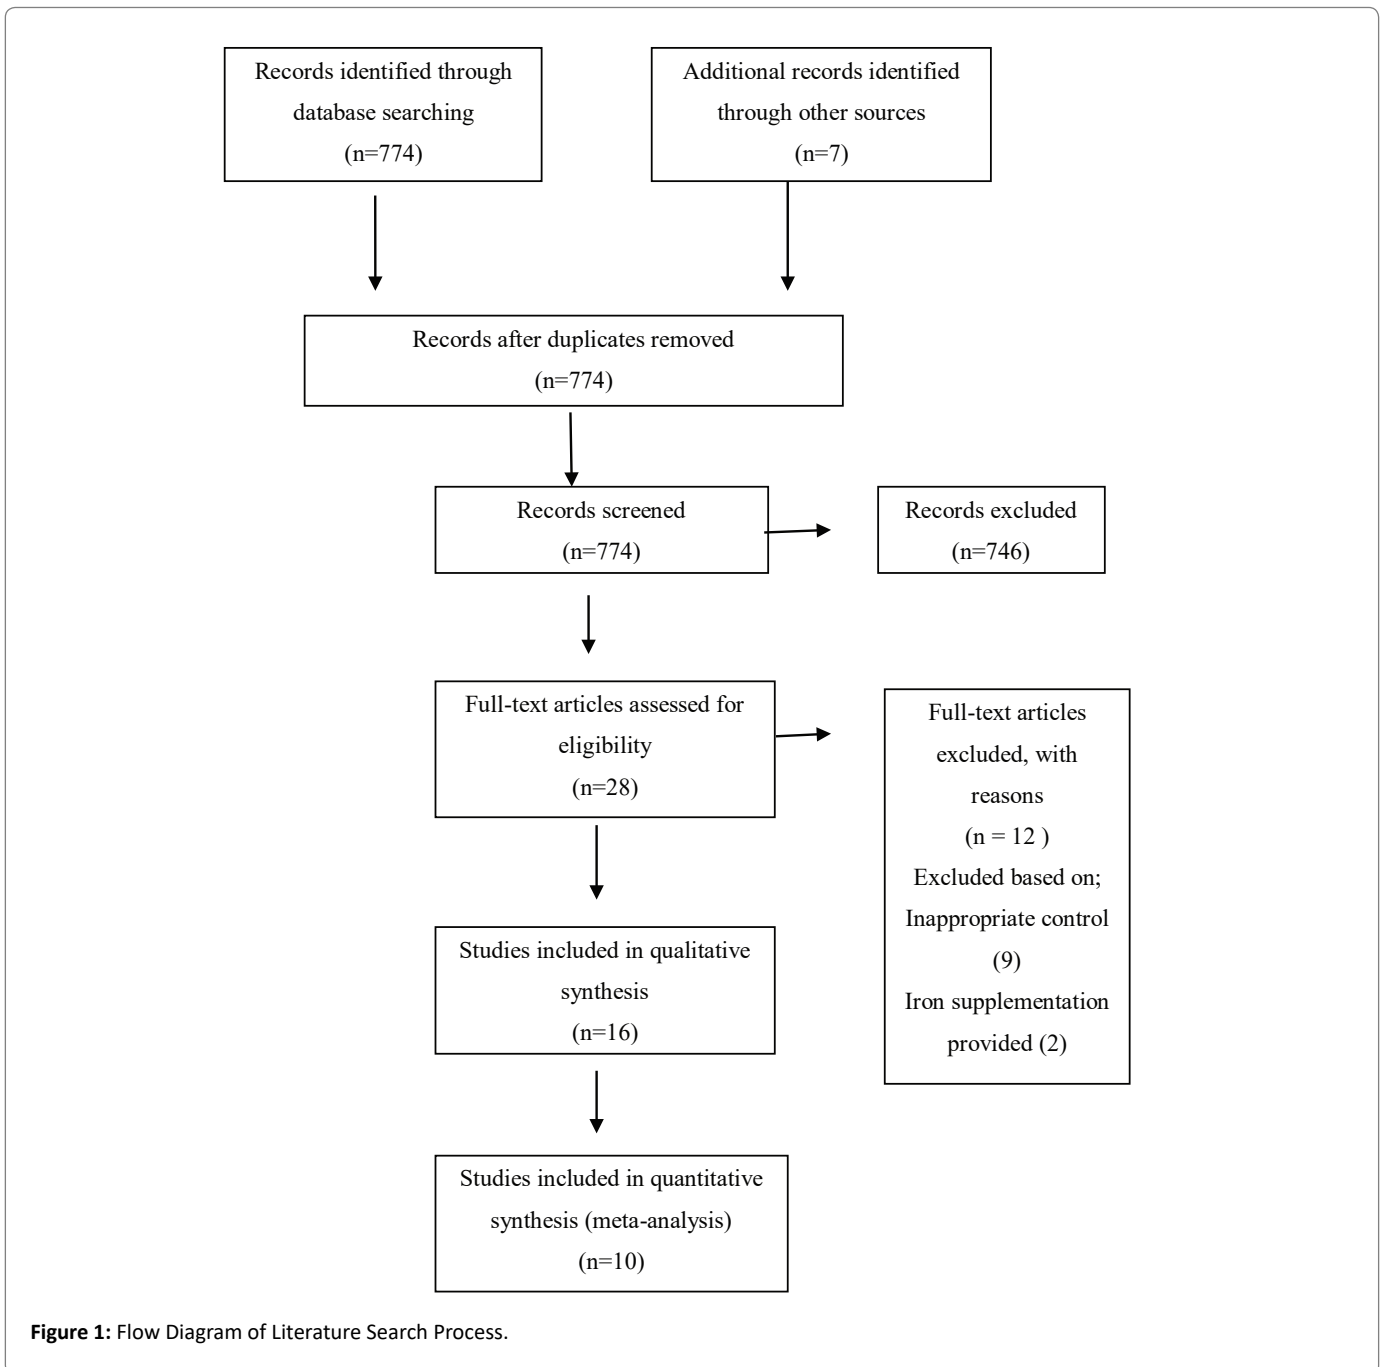 Records identified through
database searching
(n=774)
Additional records identified
through other sources
(n=7)
Records after duplicates removed
(n=774)
Records screened
(n=774)
Records excluded
(n=746)
Full-text articles assessed for
eligibility
(n=28)
Full-text articles
excluded, with
reasons
(n = 12 )
Excluded based on;
Inappropriate control
(9)
Iron supplementation
provided (2)
Studies included in qualitative
synthesis
(n=16)
Studies included in quantitative
synthesis (meta-analysis)
(n=10)
Figure 1: Flow Diagram of Literature Search Process.